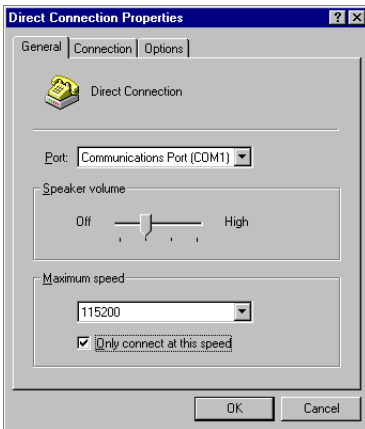 Direct Connection Properties
General Connection Options
Direct Connection
Port: Communications Port (COM1)
Speaker volume
Off High
Maximum speed
115200
Only connect at this speed
OK Cancel